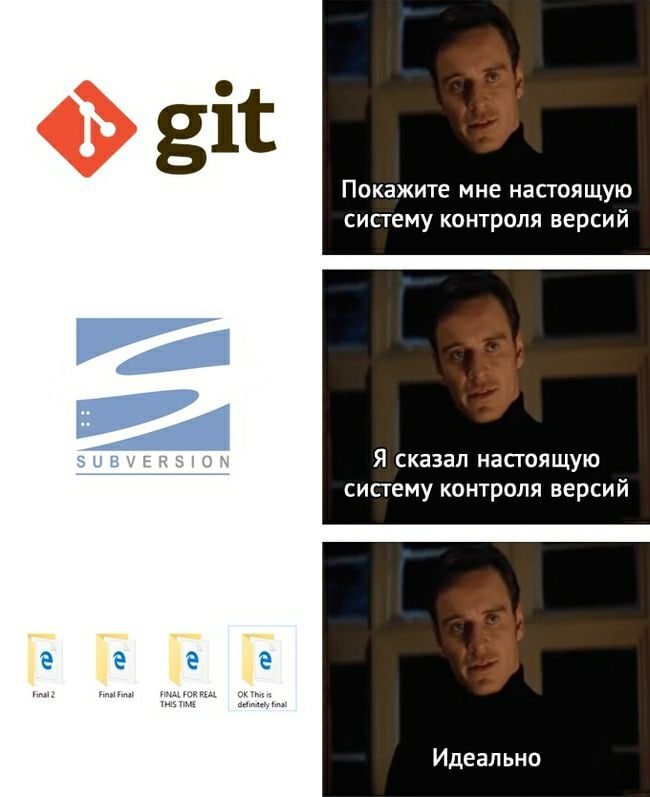 git
Покажите мне настоящую
систему контроля версий
SUBVERSION
Я сказал настоящую
систему контроля версий
Final 2
Final Final
FINAL FOR REAL
THIS TIME
OK This is
definitely final
Идеально